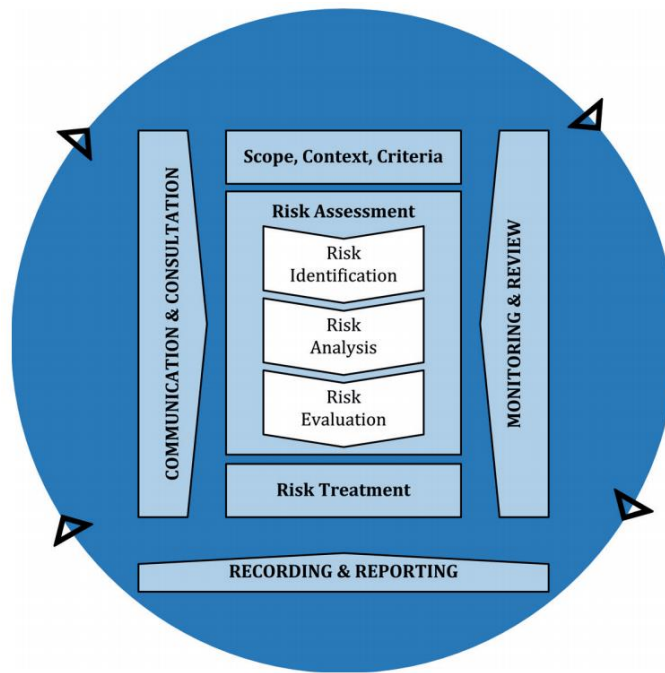 Scope, Context, Criteria
Risk Assessment
Risk
Identification
Risk
Analysis
Risk
Evaluation
Risk Treatment
COMMUNICATION & CONSULTATION
MONITORING & REVIEW
RECORDING & REPORTING